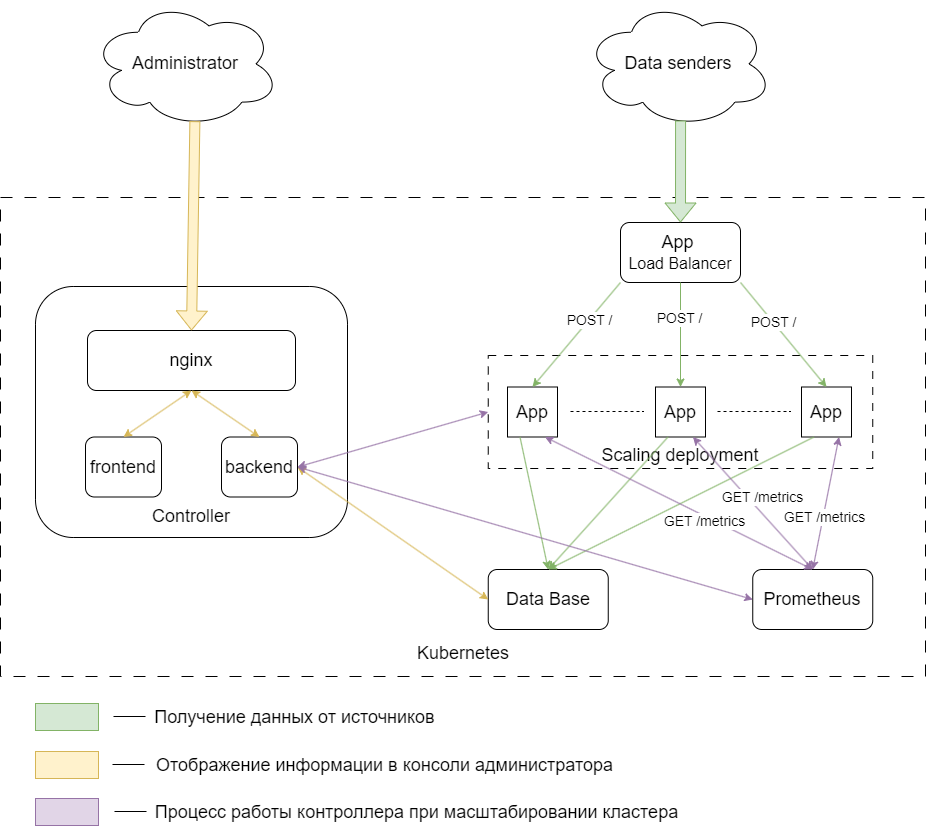 Administrator
Data senders
App
Load Balancer
POST /
POST /
POST /
nginx
App
App
App
frontend
backend
Scaling deployment
Controller
GET /metrics
GET /metrics
GET /metrics
Data Base
Prometheus
Kubernetes
Получение данных от источников
Отображение информации в консоли администратора
Процесс работы контроллера при масштабировании кластера